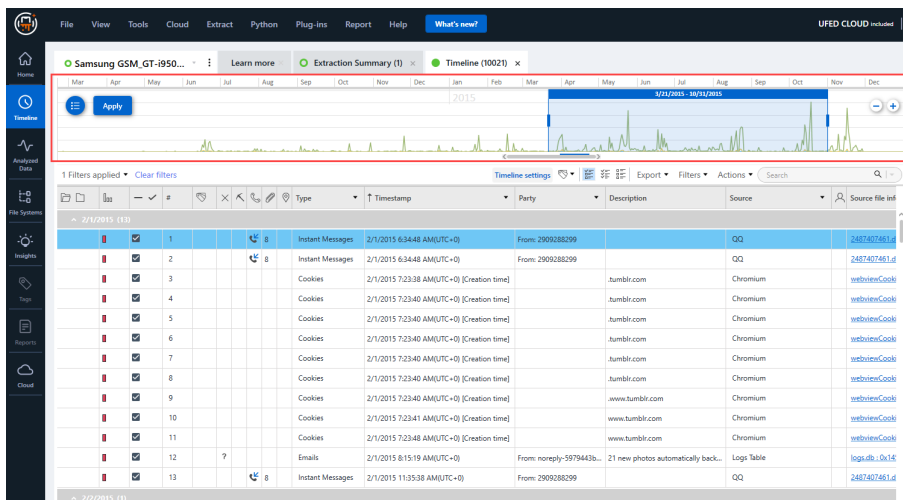 File View Tools Cloud Extract Python Plug-ins Report Help What's new? UFED CLOUD included
Home
Timeline
Analyzed Data
File Systems
Insights
Tags
Reports
Cloud
Samsung GSM_GT-i950... Learn more Extraction Summary (1) × Timeline (10021) ×
Mar Apr May Jun Jul Aug Sep Oct Nov Dec Jan Feb Mar Apr May Jun Jul Aug Sep Oct Nov Dec
2015
3/21/2015 - 10/31/2015
Apply
1 Filters applied Clear filters Timeline settings Export Filters Actions Search
# Type Timestamp Party Description Source Source file inf
2/1/2015 (13)
1 8 Instant Messages 2/1/2015 6:34:48 AM(UTC+0) From: 2909288299 QQ 2487407461.d
2 8 Instant Messages 2/1/2015 6:34:48 AM(UTC+0) From: 2909288299 QQ 2487407461.d
3 Cookies 2/1/2015 7:23:38 AM(UTC+0) [Creation time] .tumblr.com Chromium webviewCooki
4 Cookies 2/1/2015 7:23:40 AM(UTC+0) [Creation time] .tumblr.com Chromium webviewCooki
5 Cookies 2/1/2015 7:23:40 AM(UTC+0) [Creation time] .tumblr.com Chromium webviewCooki
6 Cookies 2/1/2015 7:23:40 AM(UTC+0) [Creation time] .tumblr.com Chromium webviewCooki
7 Cookies 2/1/2015 7:23:40 AM(UTC+0) [Creation time] .tumblr.com Chromium webviewCooki
8 Cookies 2/1/2015 7:23:40 AM(UTC+0) [Creation time] .tumblr.com Chromium webviewCooki
9 Cookies 2/1/2015 7:23:40 AM(UTC+0) [Creation time] .www.tumblr.com Chromium webviewCooki
10 Cookies 2/1/2015 7:23:41 AM(UTC+0) [Creation time] www.tumblr.com Chromium webviewCooki
11 Cookies 2/1/2015 7:23:48 AM(UTC+0) [Creation time] www.tumblr.com Chromium webviewCooki
12 ? Emails 2/1/2015 8:15:19 AM(UTC+0) From: noreply-5979443b... 21 new photos automatically back... Logs Table logs.db : 0x14
13 8 Instant Messages 2/1/2015 11:35:38 AM(UTC+0) From: 2909288299 QQ 2487407461.d
2/2/2015 (1)